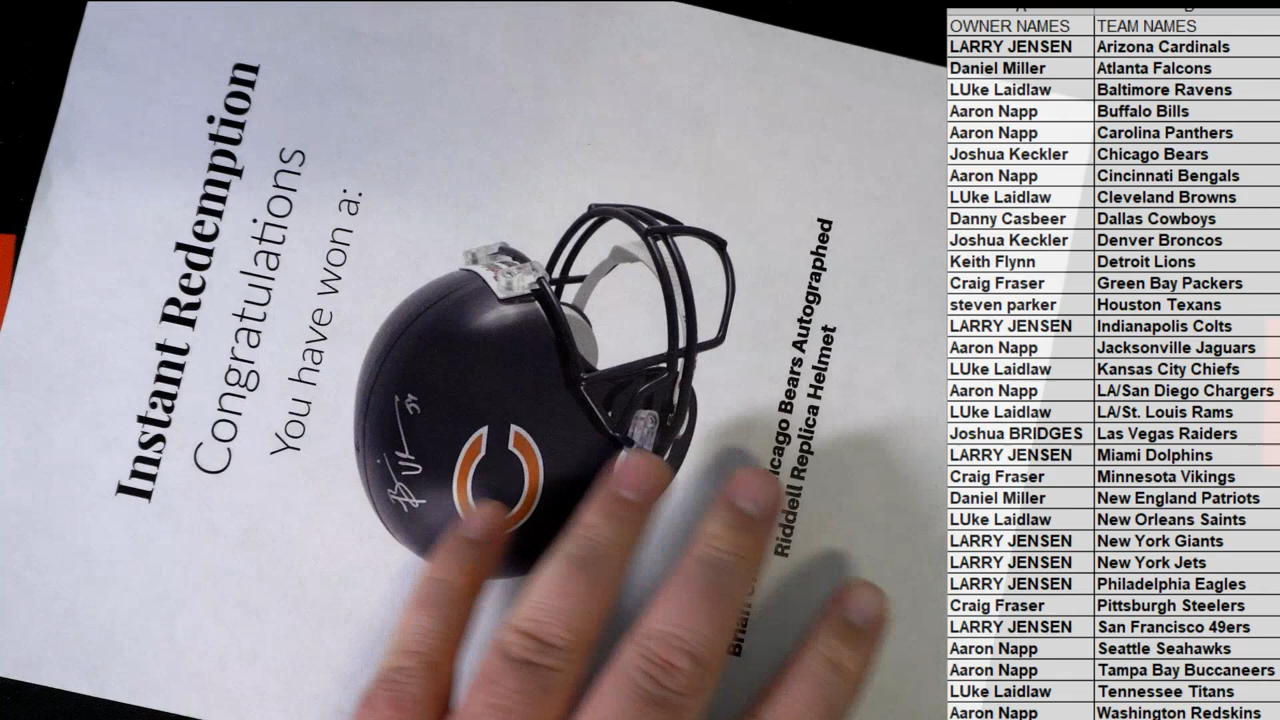 Instant Redemption
Congratulations
You have won a:
34
Chicago Bears Autographed
Riddell Replica Helmet
OWNER NAMES TEAM NAMES
LARRY JENSEN Arizona Cardinals
Daniel Miller Atlanta Falcons
LUke Laidlaw Baltimore Ravens
Aaron Napp Buffalo Bills
Aaron Napp Carolina Panthers
Joshua Keckler Chicago Bears
Aaron Napp Cincinnati Bengals
LUke Laidlaw Cleveland Browns
Danny Casbeer Dallas Cowboys
Joshua Keckler Denver Broncos
Keith Flynn Detroit Lions
Craig Fraser Green Bay Packers
steven parker Houston Texans
LARRY JENSEN Indianapolis Colts
Aaron Napp Jacksonville Jaguars
LUke Laidlaw Kansas City Chiefs
Aaron Napp LA/San Diego Chargers
LUke Laidlaw LA/St. Louis Rams
Joshua BRIDGES Las Vegas Raiders
LARRY JENSEN Miami Dolphins
Craig Fraser Minnesota Vikings
Daniel Miller New England Patriots
LUke Laidlaw New Orleans Saints
LARRY JENSEN New York Giants
LARRY JENSEN New York Jets
LARRY JENSEN Philadelphia Eagles
Craig Fraser Pittsburgh Steelers
LARRY JENSEN San Francisco 49ers
Aaron Napp Seattle Seahawks
Aaron Napp Tampa Bay Buccaneers
LUke Laidlaw Tennessee Titans
Aaron Napp Washington Redskins